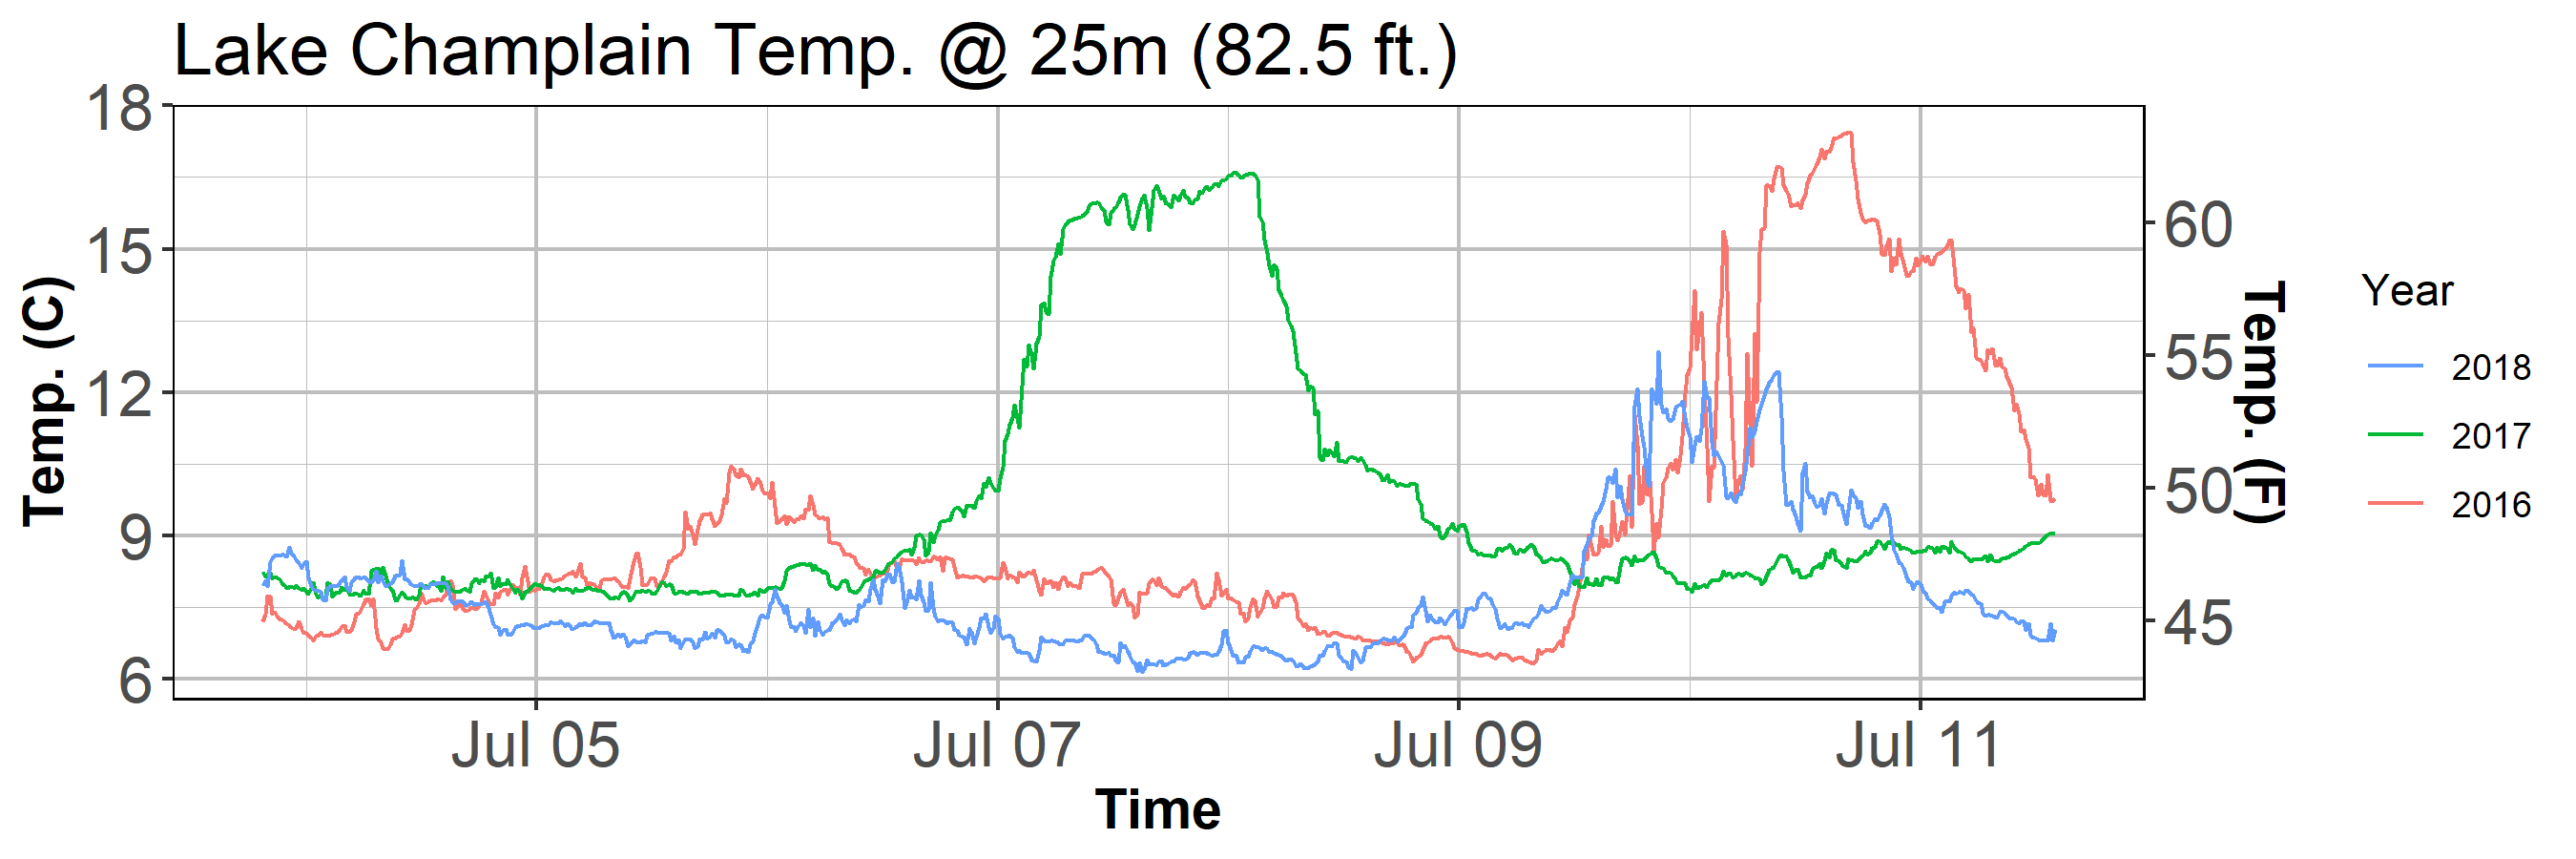 Lake Champlain Temp. @ 25m (82.5 ft.)
18
15
12
9
6
Temp. (C)
60
55
50
45
Temp. (F)
Jul 05
Jul 07
Jul 09
Jul 11
Time
Year
2018
2017
2016